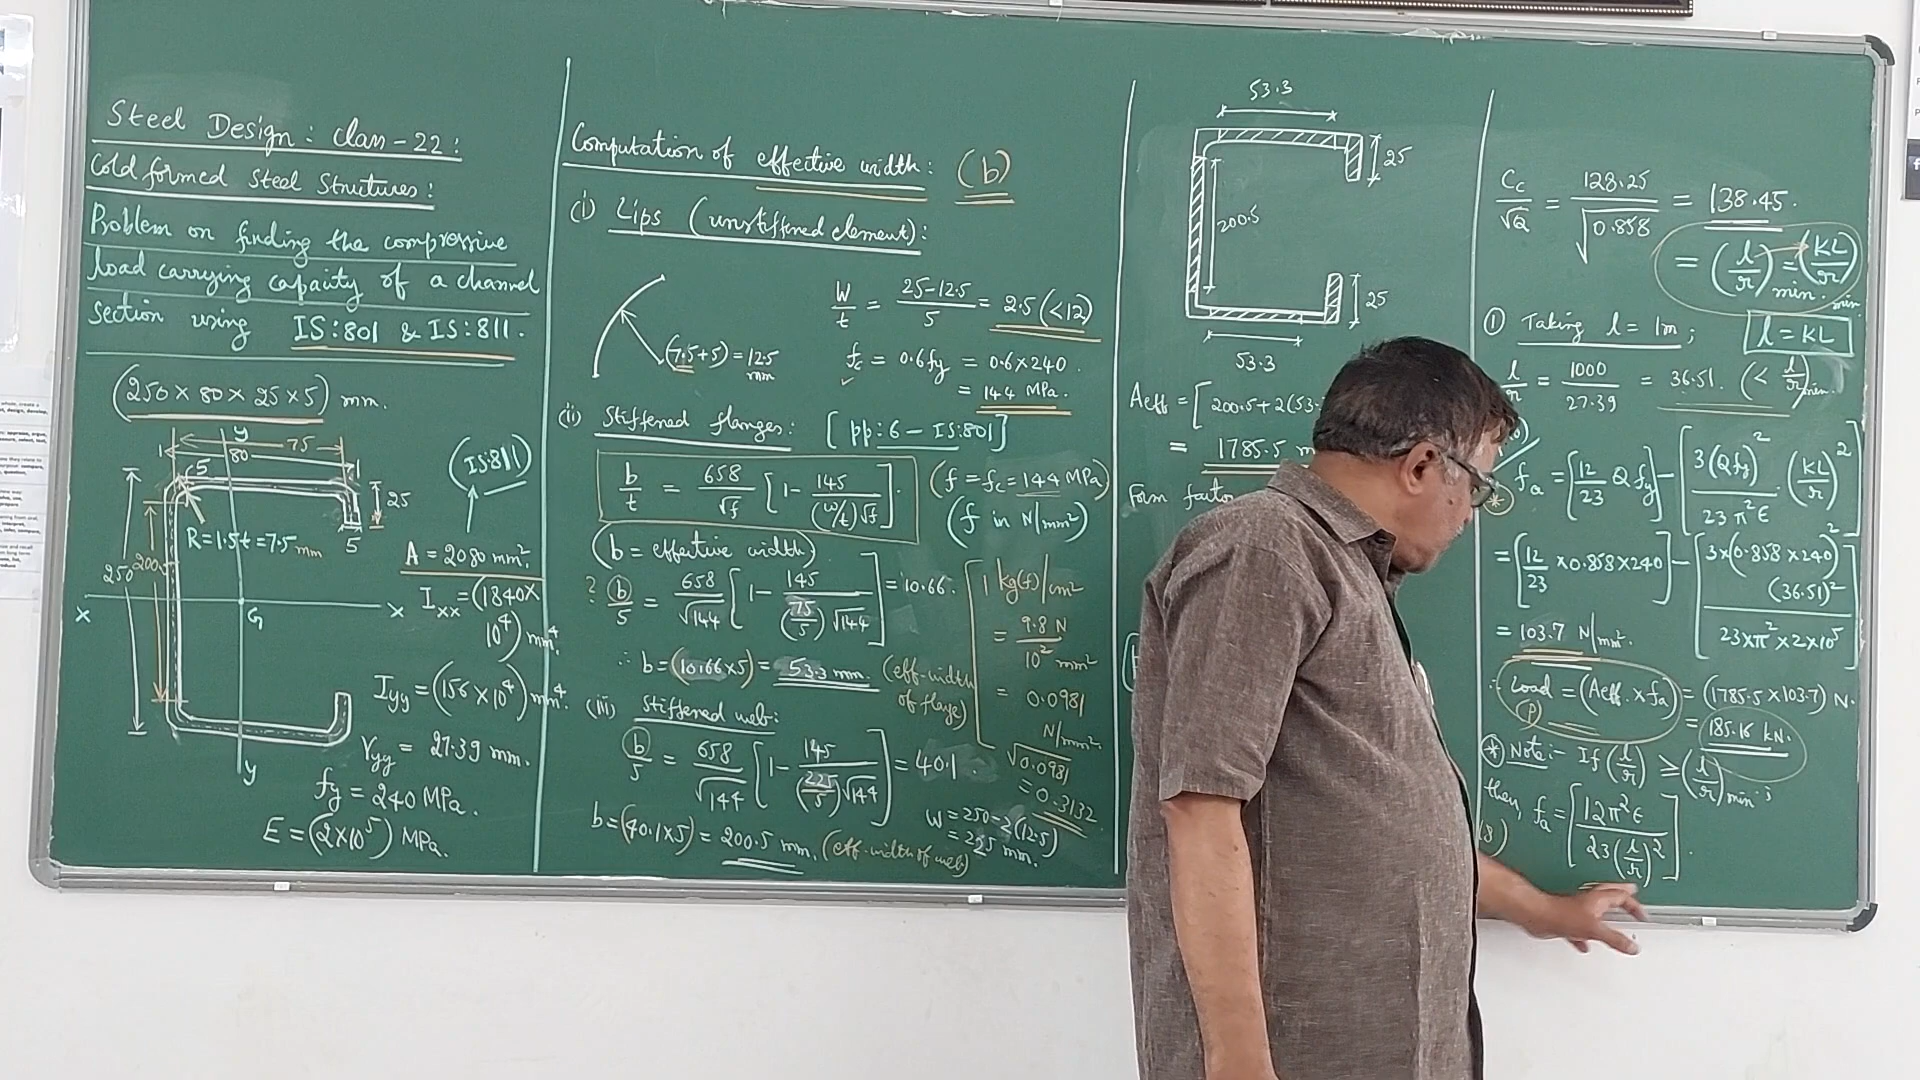 Steel Design: Class-22:
Cold formed Steel Structures:
Problem on finding the compressive
load carrying capacity of a channel
section using IS:801 & IS:811.
(250 × 80 × 25 × 5) mm.
(IS:811)
y
75
80
5
25
R = 1.5t = 7.5 mm
5
250
200.5
x
x
G
y
A = 2080 mm².
Ixx = (1840 ×
10⁴) mm⁴.
Iyy = (156 × 10⁴) mm⁴.
ryy = 27.39 mm.
fy = 240 MPa.
E = (2×10⁵) MPa.
Computation of effective width: (b)
(i) Lips (unstiffened element):
(7.5+5) = 12.5 mm
W/t = (25-12.5)/5 = 2.5 (<12)
fc = 0.6fy = 0.6×240
= 144 MPa.
(ii) Stiffened flanges: [pp:6 - IS:801]
b/t = 658/√f [1 - 145/((w/t)√f)].
(f = fc = 144 MPa)
(f in N/mm²)
(b = effective width)
? b/5 = 658/√144 [1 - 145/((75/5)√144)] = 10.66.
∴ b = (10.66×5) = 53.3 mm. (eff-width of flange)
1 kg(f)/cm²
= 9.8 N/10² mm²
= 0.0981
N/mm².
√0.0981
= 0.3132
(iii) Stiffened web:
b/5 = 658/√144 [1 - 145/((225/5)√144)] = 40.1
b = (40.1×5) = 200.5 mm. (eff-width of web)
W = 250-2(12.5)
= 225 mm.
53.3
25
200.5
25
53.3
Aeff = [200.5+2(53.
= 1785.5 m
Form factor
Cc/√Q = 128.25/√0.858 = 138.45.
= (l/r)min. = (KL/r)min
① Taking l = 1m; l = KL
l/r = 1000/27.39 = 36.51. (< l/r)min.
* fa = [12/23 Q fy] - [3(Qfy)²/23π²E . (KL/r)²]
= [12/23 ×0.858×240] - [3×(0.858×240)² (36.51)²/23×π²×2×10⁵]
= 103.7 N/mm².
∴ Load (P) = (Aeff. × fa) = (1785.5×103.7) N.
= 185.16 kN.
* Note:- If (l/r) ≥ (l/r)min;
then, fa = [12π²E/23(l/r)²].
18)